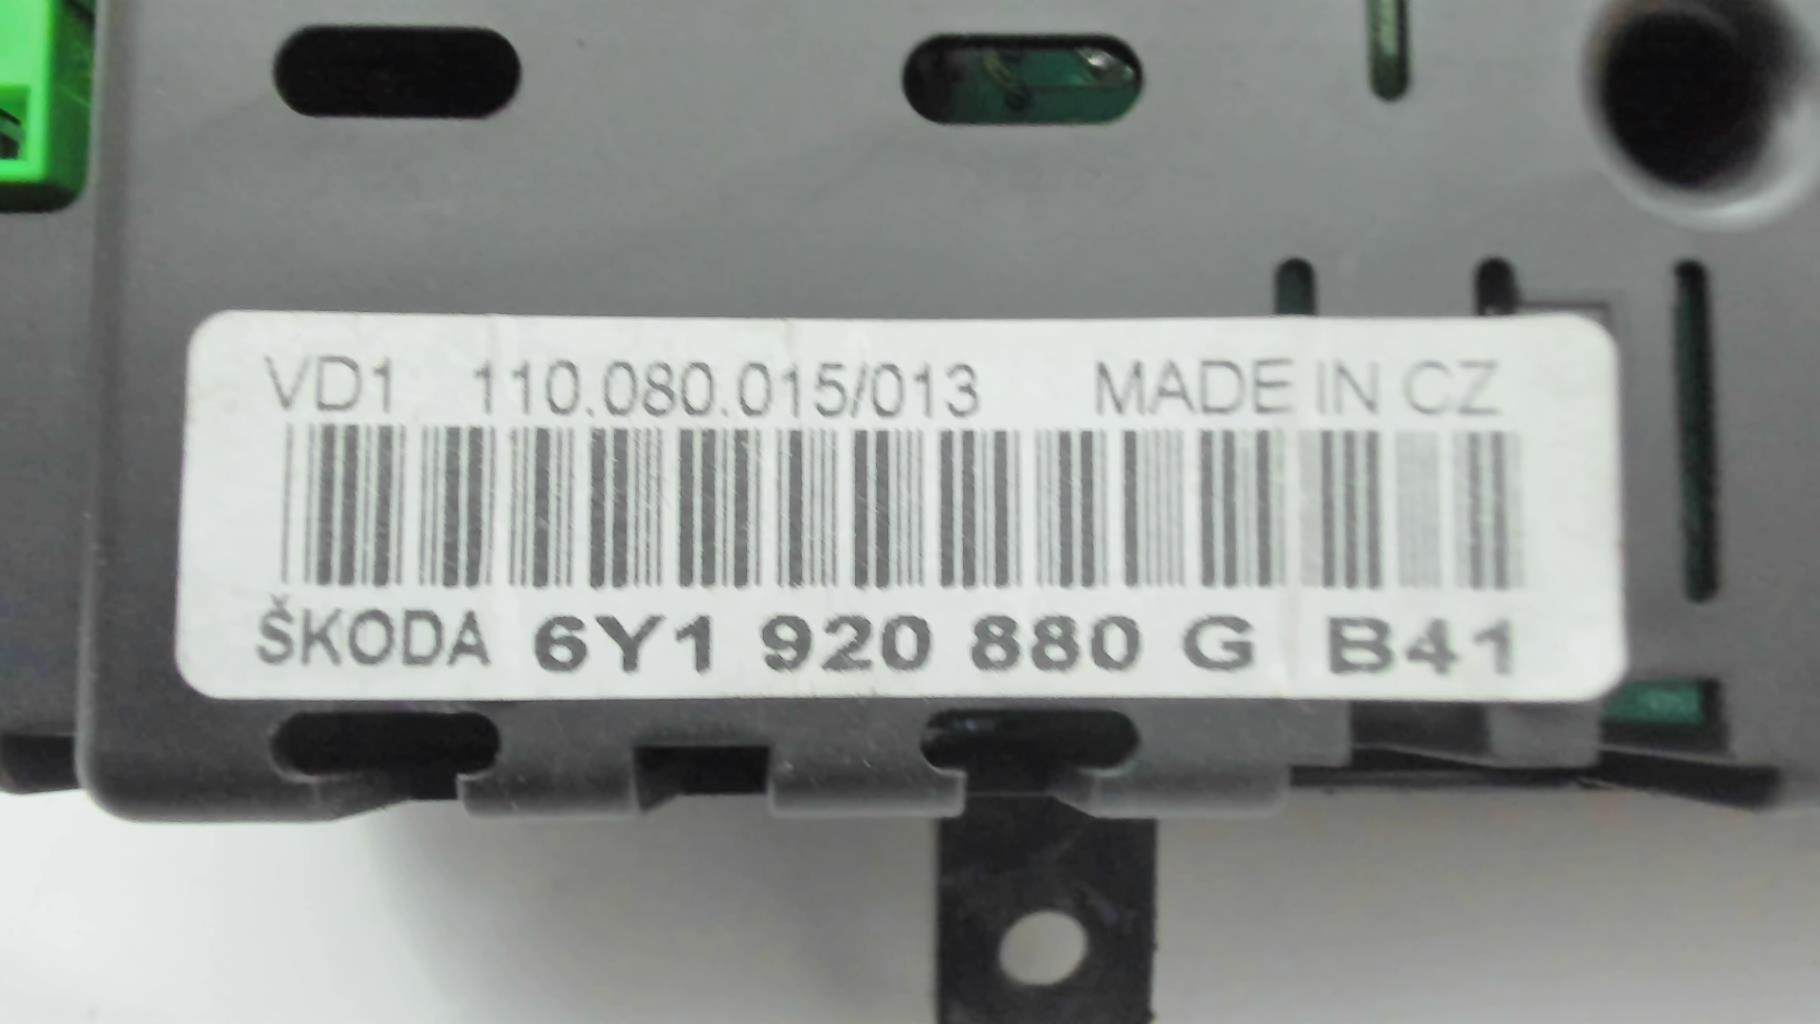 VD1 110.080.015/013 MADE IN CZ
ŠKODA 6Y1 920 880 G B41